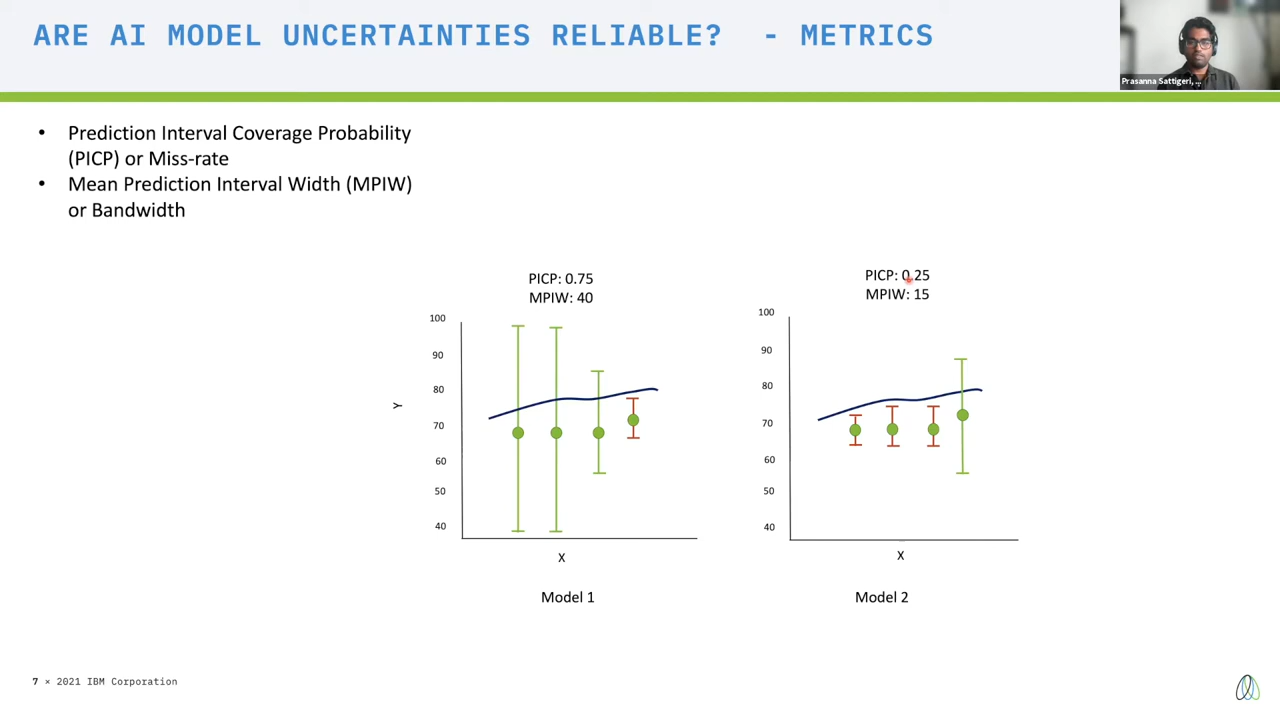 ARE AI MODEL UNCERTAINTIES RELIABLE?  - METRICS
Prasanna Sattigeri, ...
• Prediction Interval Coverage Probability
(PICP) or Miss-rate
• Mean Prediction Interval Width (MPIW)
or Bandwidth
PICP: 0.75
MPIW: 40
100
90
80
70
60
50
40
Y
X
Model 1
PICP: 0.25
MPIW: 15
100
90
80
70
60
50
40
X
Model 2
7 × 2021 IBM Corporation